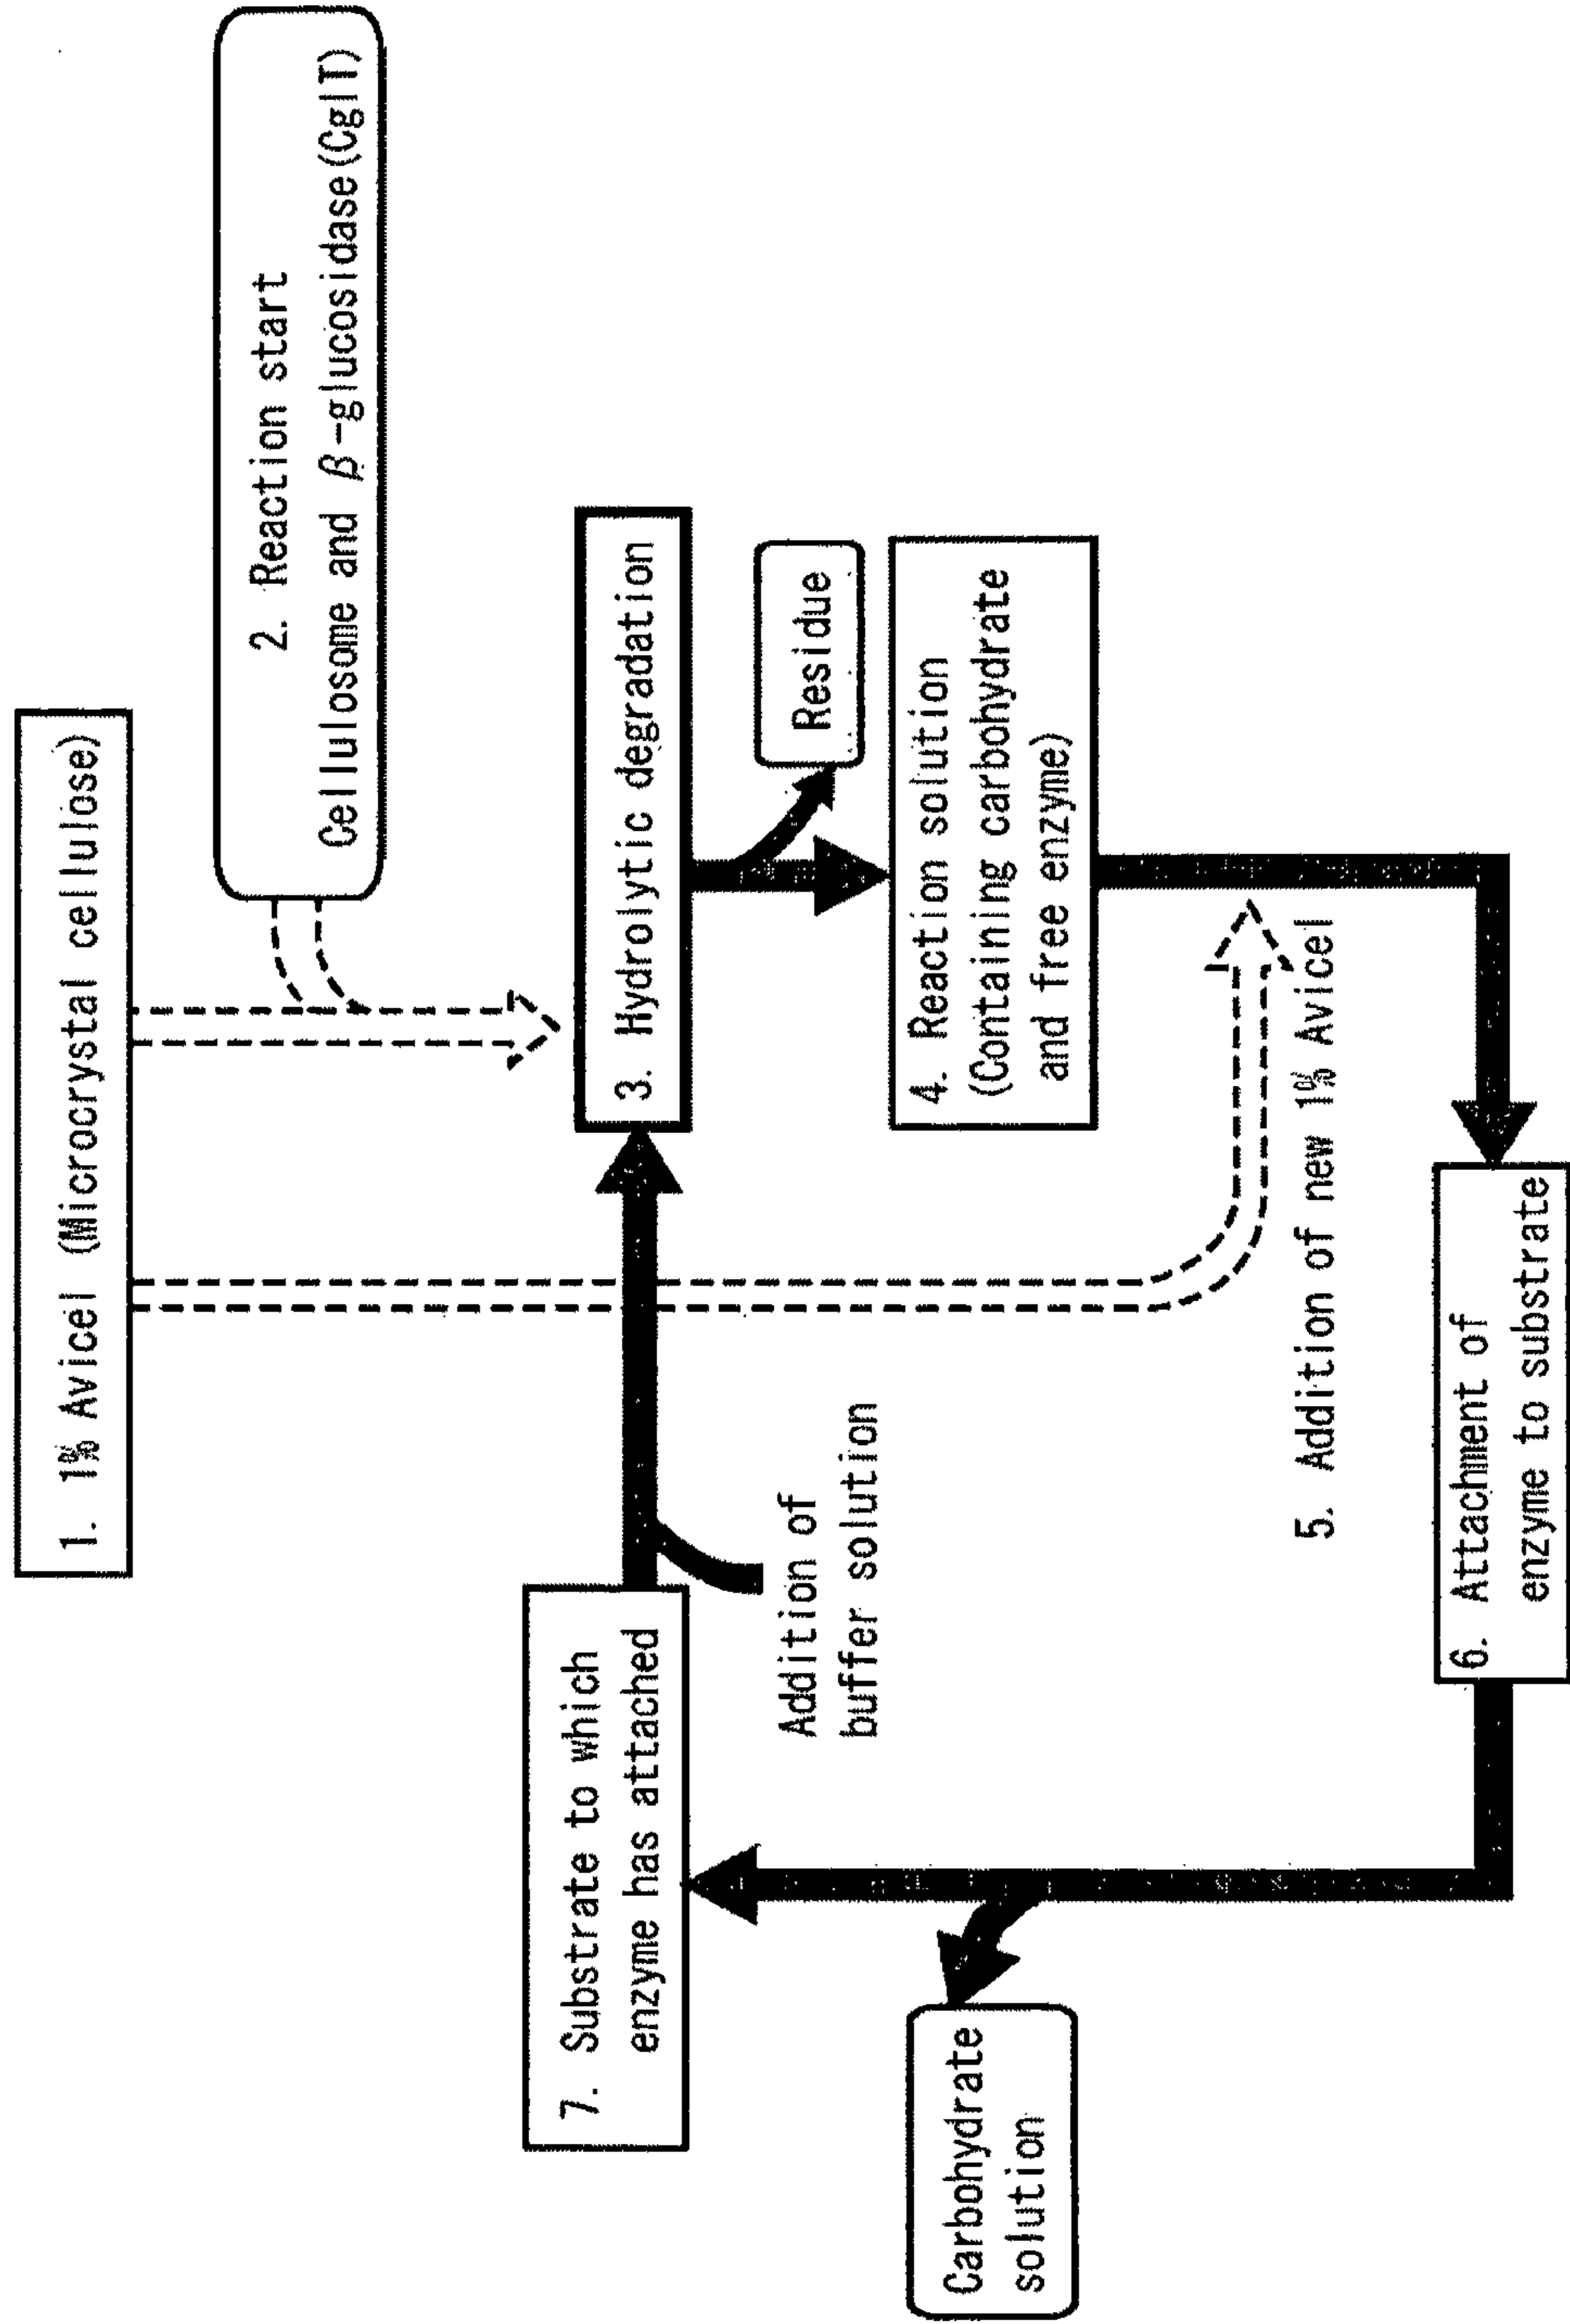 1. 1% Avicel (Microcrystal cellulose)
2. Reaction start
Cellulosome and β-glucosidase(CglT)
3. Hydrolytic degradation
Residue
4. Reaction solution
(Containing carbohydrate
and free enzyme)
5. Addition of new 1% Avicel
6. Attachment of
enzyme to substrate
Carbohydrate
solution
7. Substrate to which
enzyme has attached
Addition of
buffer solution